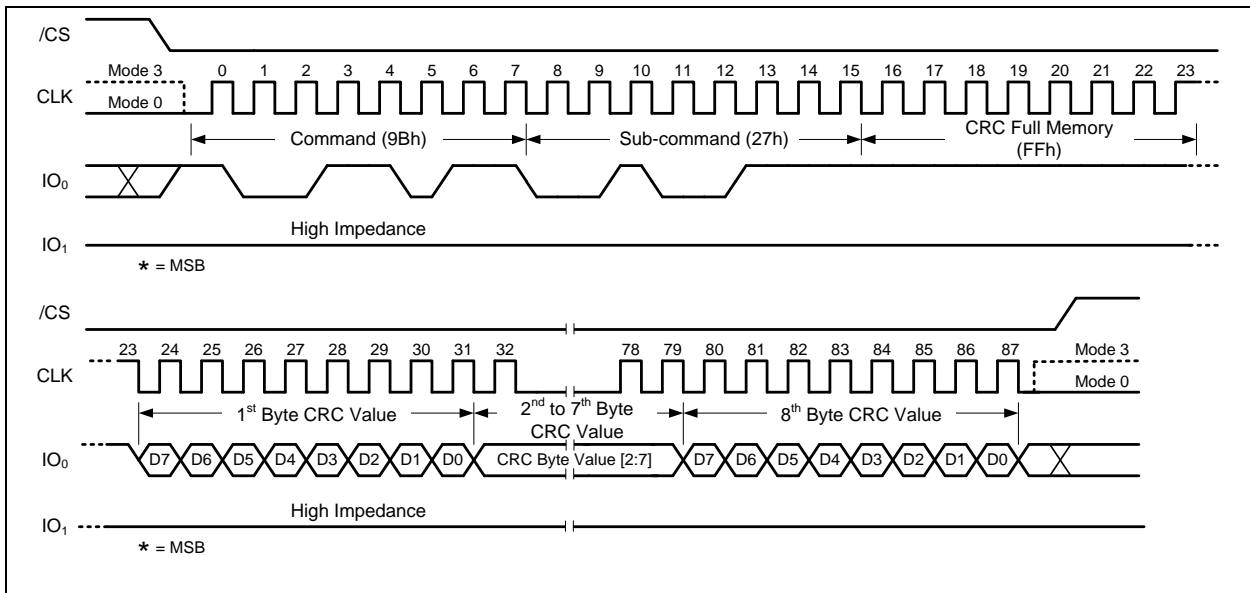 /CS
Mode 3 0 1 2 3 4 5 6 7 8 9 10 11 12 13 14 15 16 17 18 19 20 21 22 23
CLK
Mode 0
Command (9Bh) Sub-command (27h) CRC Full Memory
(FFh)
IO0
High Impedance
IO1
* = MSB
/CS
23 24 25 26 27 28 29 30 31 32 78 79 80 81 82 83 84 85 86 87 Mode 3
CLK
Mode 0
1st Byte CRC Value 2nd to 7th Byte
CRC Value 8th Byte CRC Value
IO0 D7 D6 D5 D4 D3 D2 D1 D0 CRC Byte Value [2:7] D7 D6 D5 D4 D3 D2 D1 D0
High Impedance
IO1
* = MSB